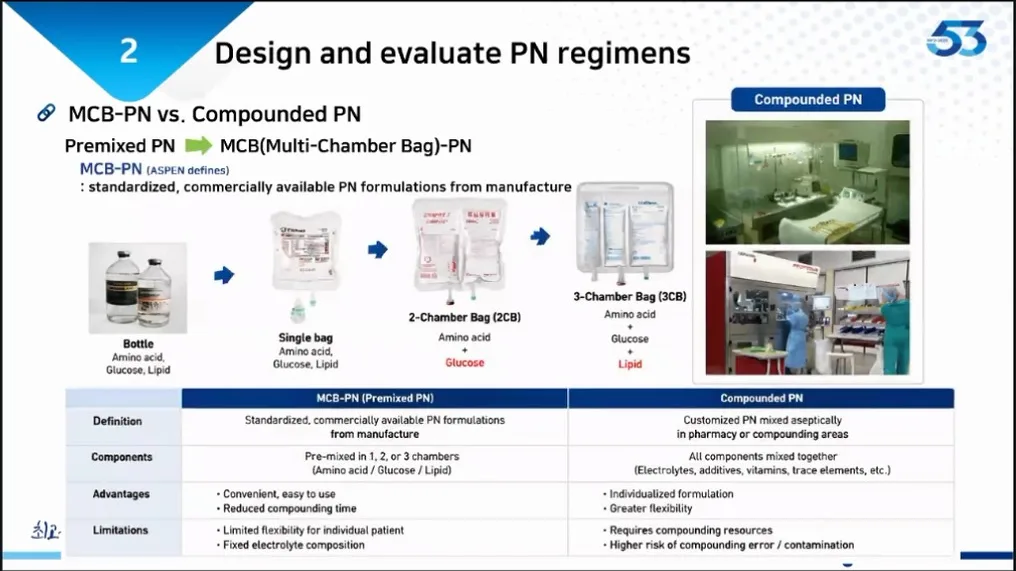 2
Design and evaluate PN regimens
53
MCB-PN vs. Compounded PN
Premixed PN MCB(Multi-Chamber Bag)-PN
MCB-PN (ASPEN defines)
: standardized, commercially available PN formulations from manufacture
Bottle
Amino acid,
Glucose, Lipid
Single bag
Amino acid,
Glucose, Lipid
2-Chamber Bag (2CB)
Amino acid
+
Glucose
3-Chamber Bag (3CB)
Amino acid
+
Glucose
+
Lipid
Compounded PN
MCB-PN (Premixed PN) Compounded PN
Definition
Standardized, commercially available PN formulations
from manufacture
Customized PN mixed aseptically
in pharmacy or compounding areas
Components
Pre-mixed in 1, 2, or 3 chambers
(Amino acid / Glucose / Lipid)
All components mixed together
(Electrolytes, additives, vitamins, trace elements, etc.)
Advantages
• Convenient, easy to use
• Reduced compounding time
• Individualized formulation
• Greater flexibility
Limitations
• Limited flexibility for individual patient
• Fixed electrolyte composition
• Requires compounding resources
• Higher risk of compounding error / contamination